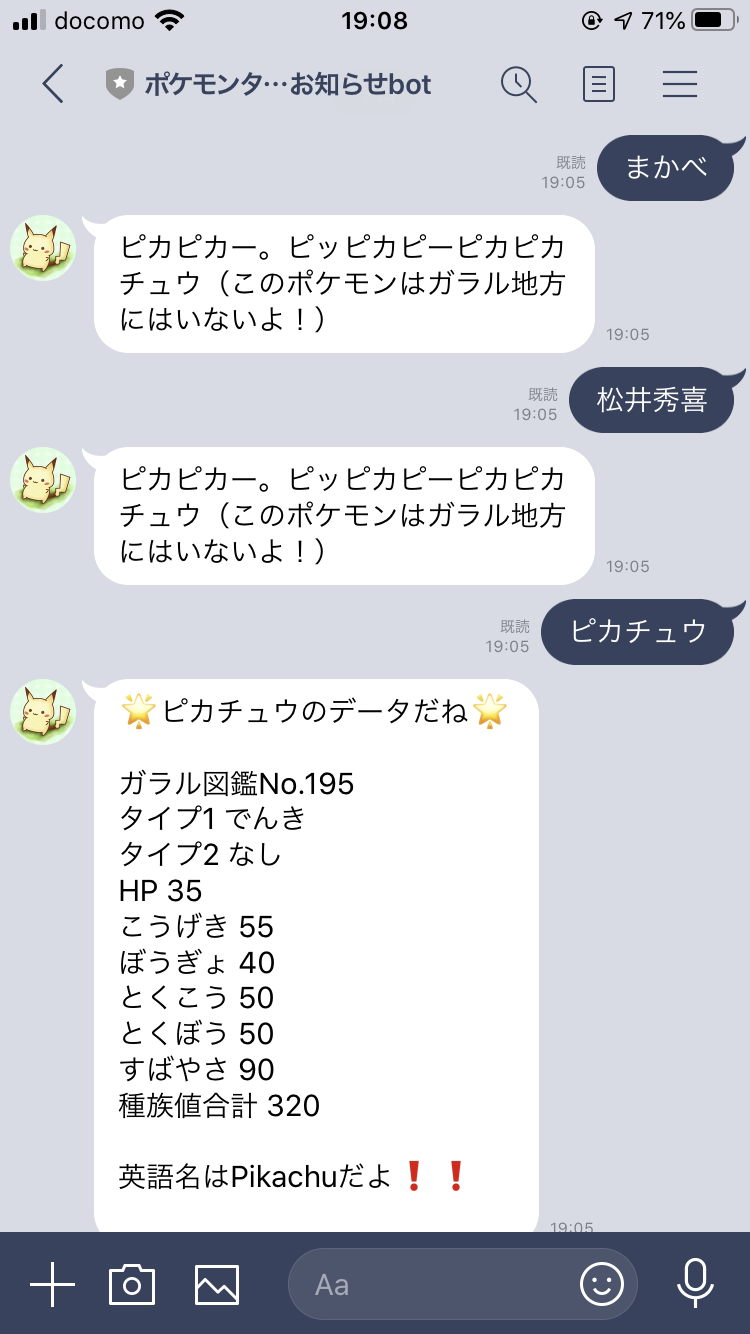 docomo 19:08 71%
ポケモンタ…お知らせbot
まかべ
既読
19:05
ピカピカー。ピッピカピーピカピカ
チュウ（このポケモンはガラル地方
にはいないよ！）
19:05
松井秀喜
既読
19:05
ピカピカー。ピッピカピーピカピカ
チュウ（このポケモンはガラル地方
にはいないよ！）
19:05
ピカチュウ
既読
19:05
🌟ピカチュウのデータだね🌟
ガラル図鑑No.195
タイプ1 でんき
タイプ2 なし
HP 35
こうげき 55
ぼうぎょ 40
とくこう 50
とくぼう 50
すばやさ 90
種族値合計 320
英語名はPikachuだよ❗❗
19:05
Aa